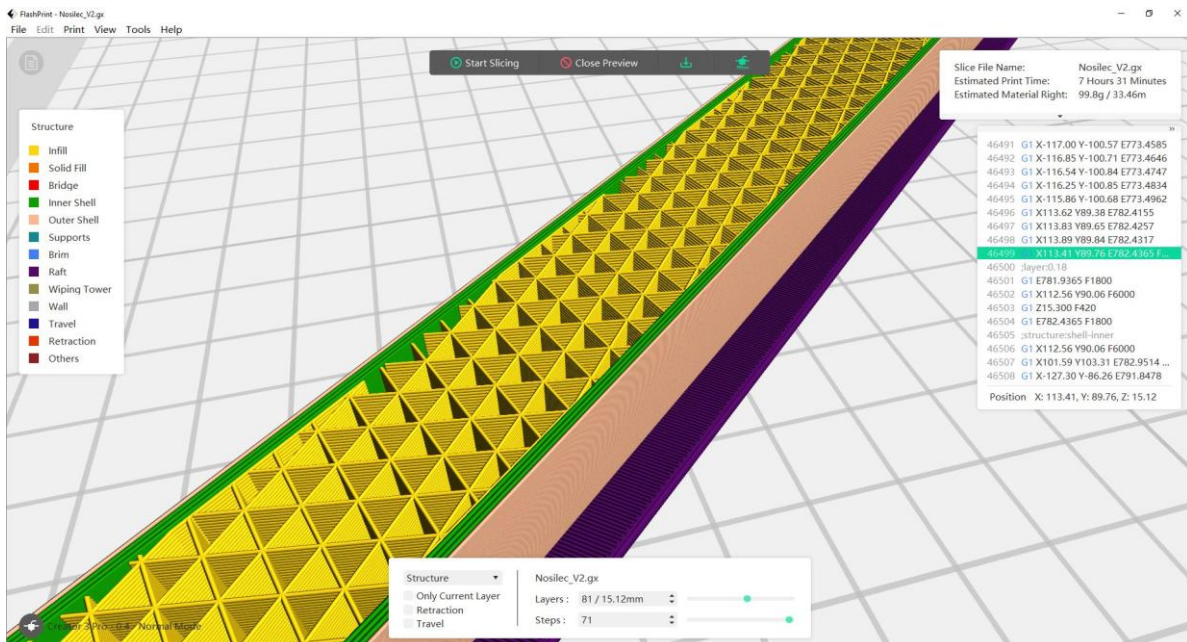 FlashPrint - Nosilec_V2.gx
File Edit Print View Tools Help
Start Slicing Close Preview
Slice File Name: Nosilec_V2.gx
Estimated Print Time: 7 Hours 31 Minutes
Estimated Material Right: 99.8g / 33.46m
Structure
Infill
Solid Fill
Bridge
Inner Shell
Outer Shell
Supports
Brim
Raft
Wiping Tower
Wall
Travel
Retraction
Others
46491 G1 X-117.00 Y-100.57 E773.4585
46492 G1 X-116.85 Y-100.71 E773.4646
46493 G1 X-116.54 Y-100.84 E773.4747
46494 G1 X-116.25 Y-100.85 E773.4834
46495 G1 X-115.86 Y-100.68 E773.4962
46496 G1 X113.62 Y89.38 E782.4155
46497 G1 X113.83 Y89.65 E782.4257
46498 G1 X113.89 Y89.84 E782.4317
46499 X113.41 Y89.76 E782.4365 F...
46500 ;layer:0.18
46501 G1 E781.9365 F1800
46502 G1 X112.56 Y90.06 F6000
46503 G1 Z15.300 F420
46504 G1 E782.4365 F1800
46505 ;structure:shell-inner
46506 G1 X112.56 Y90.06 F6000
46507 G1 X101.59 Y103.31 E782.9514 ...
46508 G1 X-127.30 Y-86.26 E791.8478
Position X: 113.41, Y: 89.76, Z: 15.12
Structure
Only Current Layer
Retraction
Travel
Nosilec_V2.gx
Layers : 81 / 15.12mm
Steps : 71
Creator 3 Pro - 0.4 - Normal Mode